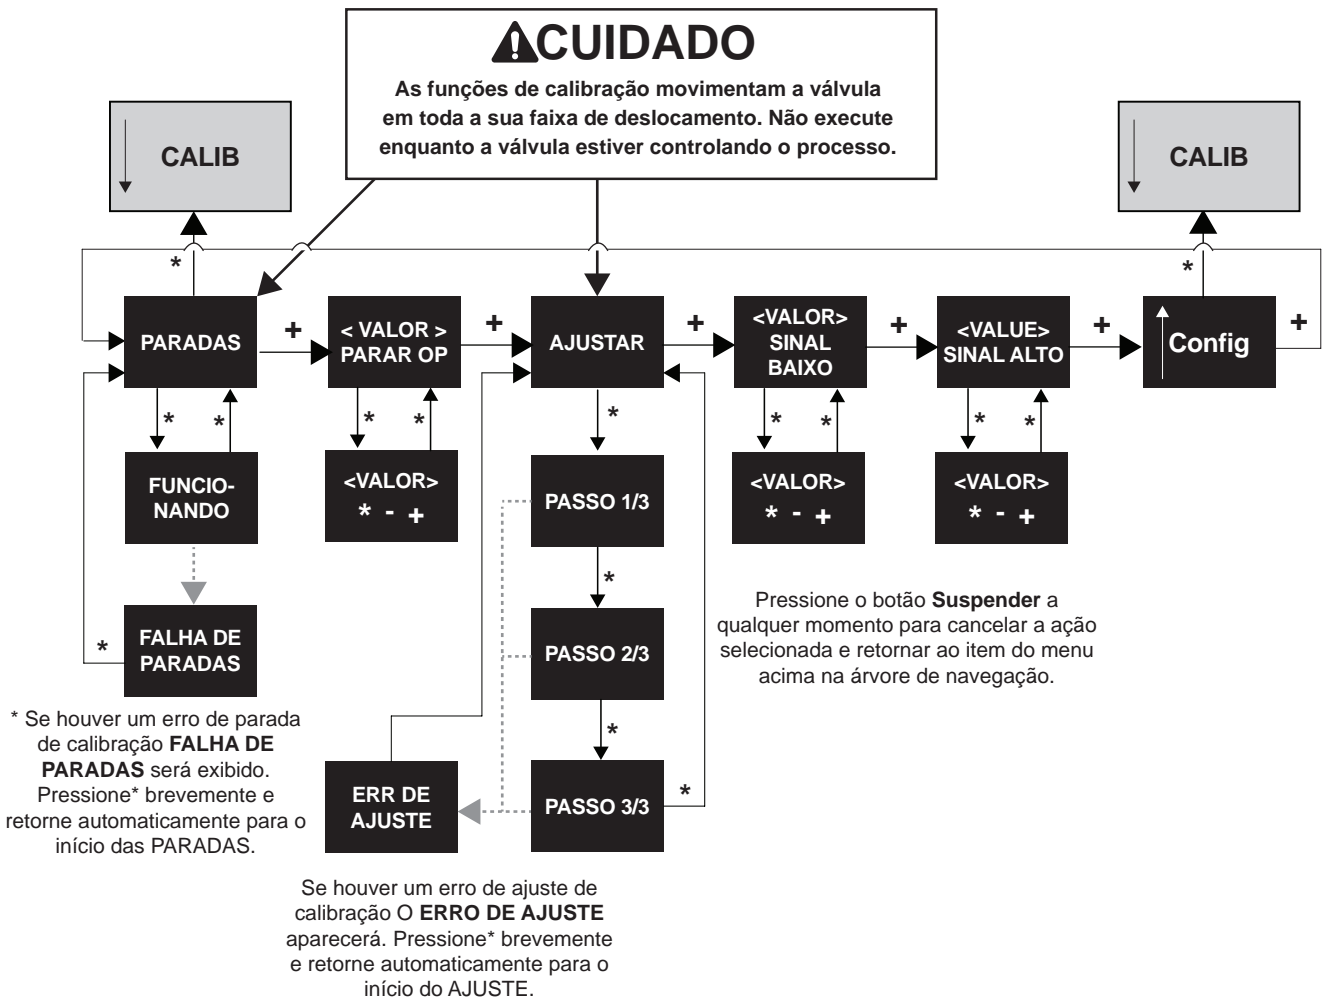 CUIDADO
As funções de calibração movimentam a válvula
em toda a sua faixa de deslocamento. Não execute
enquanto a válvula estiver controlando o processo.
CALIB
CALIB
*
*
PARADAS
+
< VALOR >
PARAR OP
+
AJUSTAR
+
<VALOR>
SINAL
BAIXO
+
<VALUE>
SINAL ALTO
+
Config
+
* *
* *
*
* *
* *
FUNCIO-
NANDO
<VALOR>
* - +
PASSO 1/3
<VALOR>
* - +
<VALOR>
* - +
*
FALHA DE
PARADAS
*
PASSO 2/3
*
ERR DE
AJUSTE
PASSO 3/3
*
Pressione o botão Suspender a
qualquer momento para cancelar a ação
selecionada e retornar ao item do menu
acima na árvore de navegação.
* Se houver um erro de parada
de calibração FALHA DE
PARADAS será exibido.
Pressione* brevemente e
retorne automaticamente para o
início das PARADAS.
Se houver um erro de ajuste de
calibração O ERRO DE AJUSTE
aparecerá. Pressione* brevemente
e retorne automaticamente para o
início do AJUSTE.